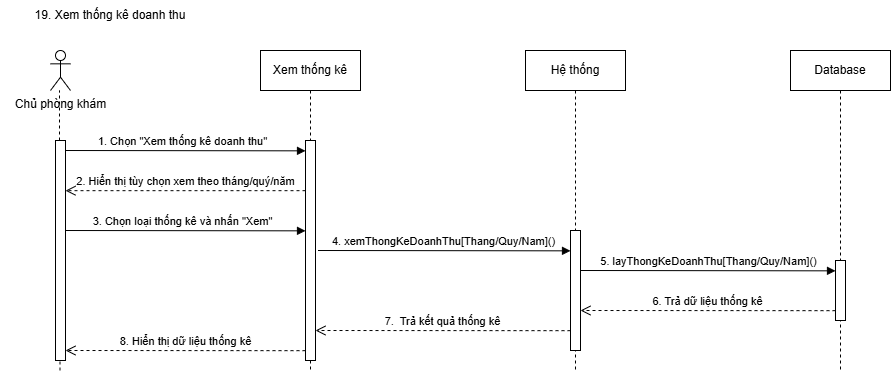 19. Xem thống kê doanh thu
Xem thống kê
Hệ thống
Database
Chủ phòng khám
1. Chọn "Xem thống kê doanh thu"
2. Hiển thị tùy chọn xem theo tháng/quý/năm
3. Chọn loại thống kê và nhấn "Xem"
4. xemThongKeDoanhThu[Thang/Quy/Nam]()
5. layThongKeDoanhThu[Thang/Quy/Nam]()
6. Trả dữ liệu thống kê
7. Trả kết quả thống kê
8. Hiển thị dữ liệu thống kê